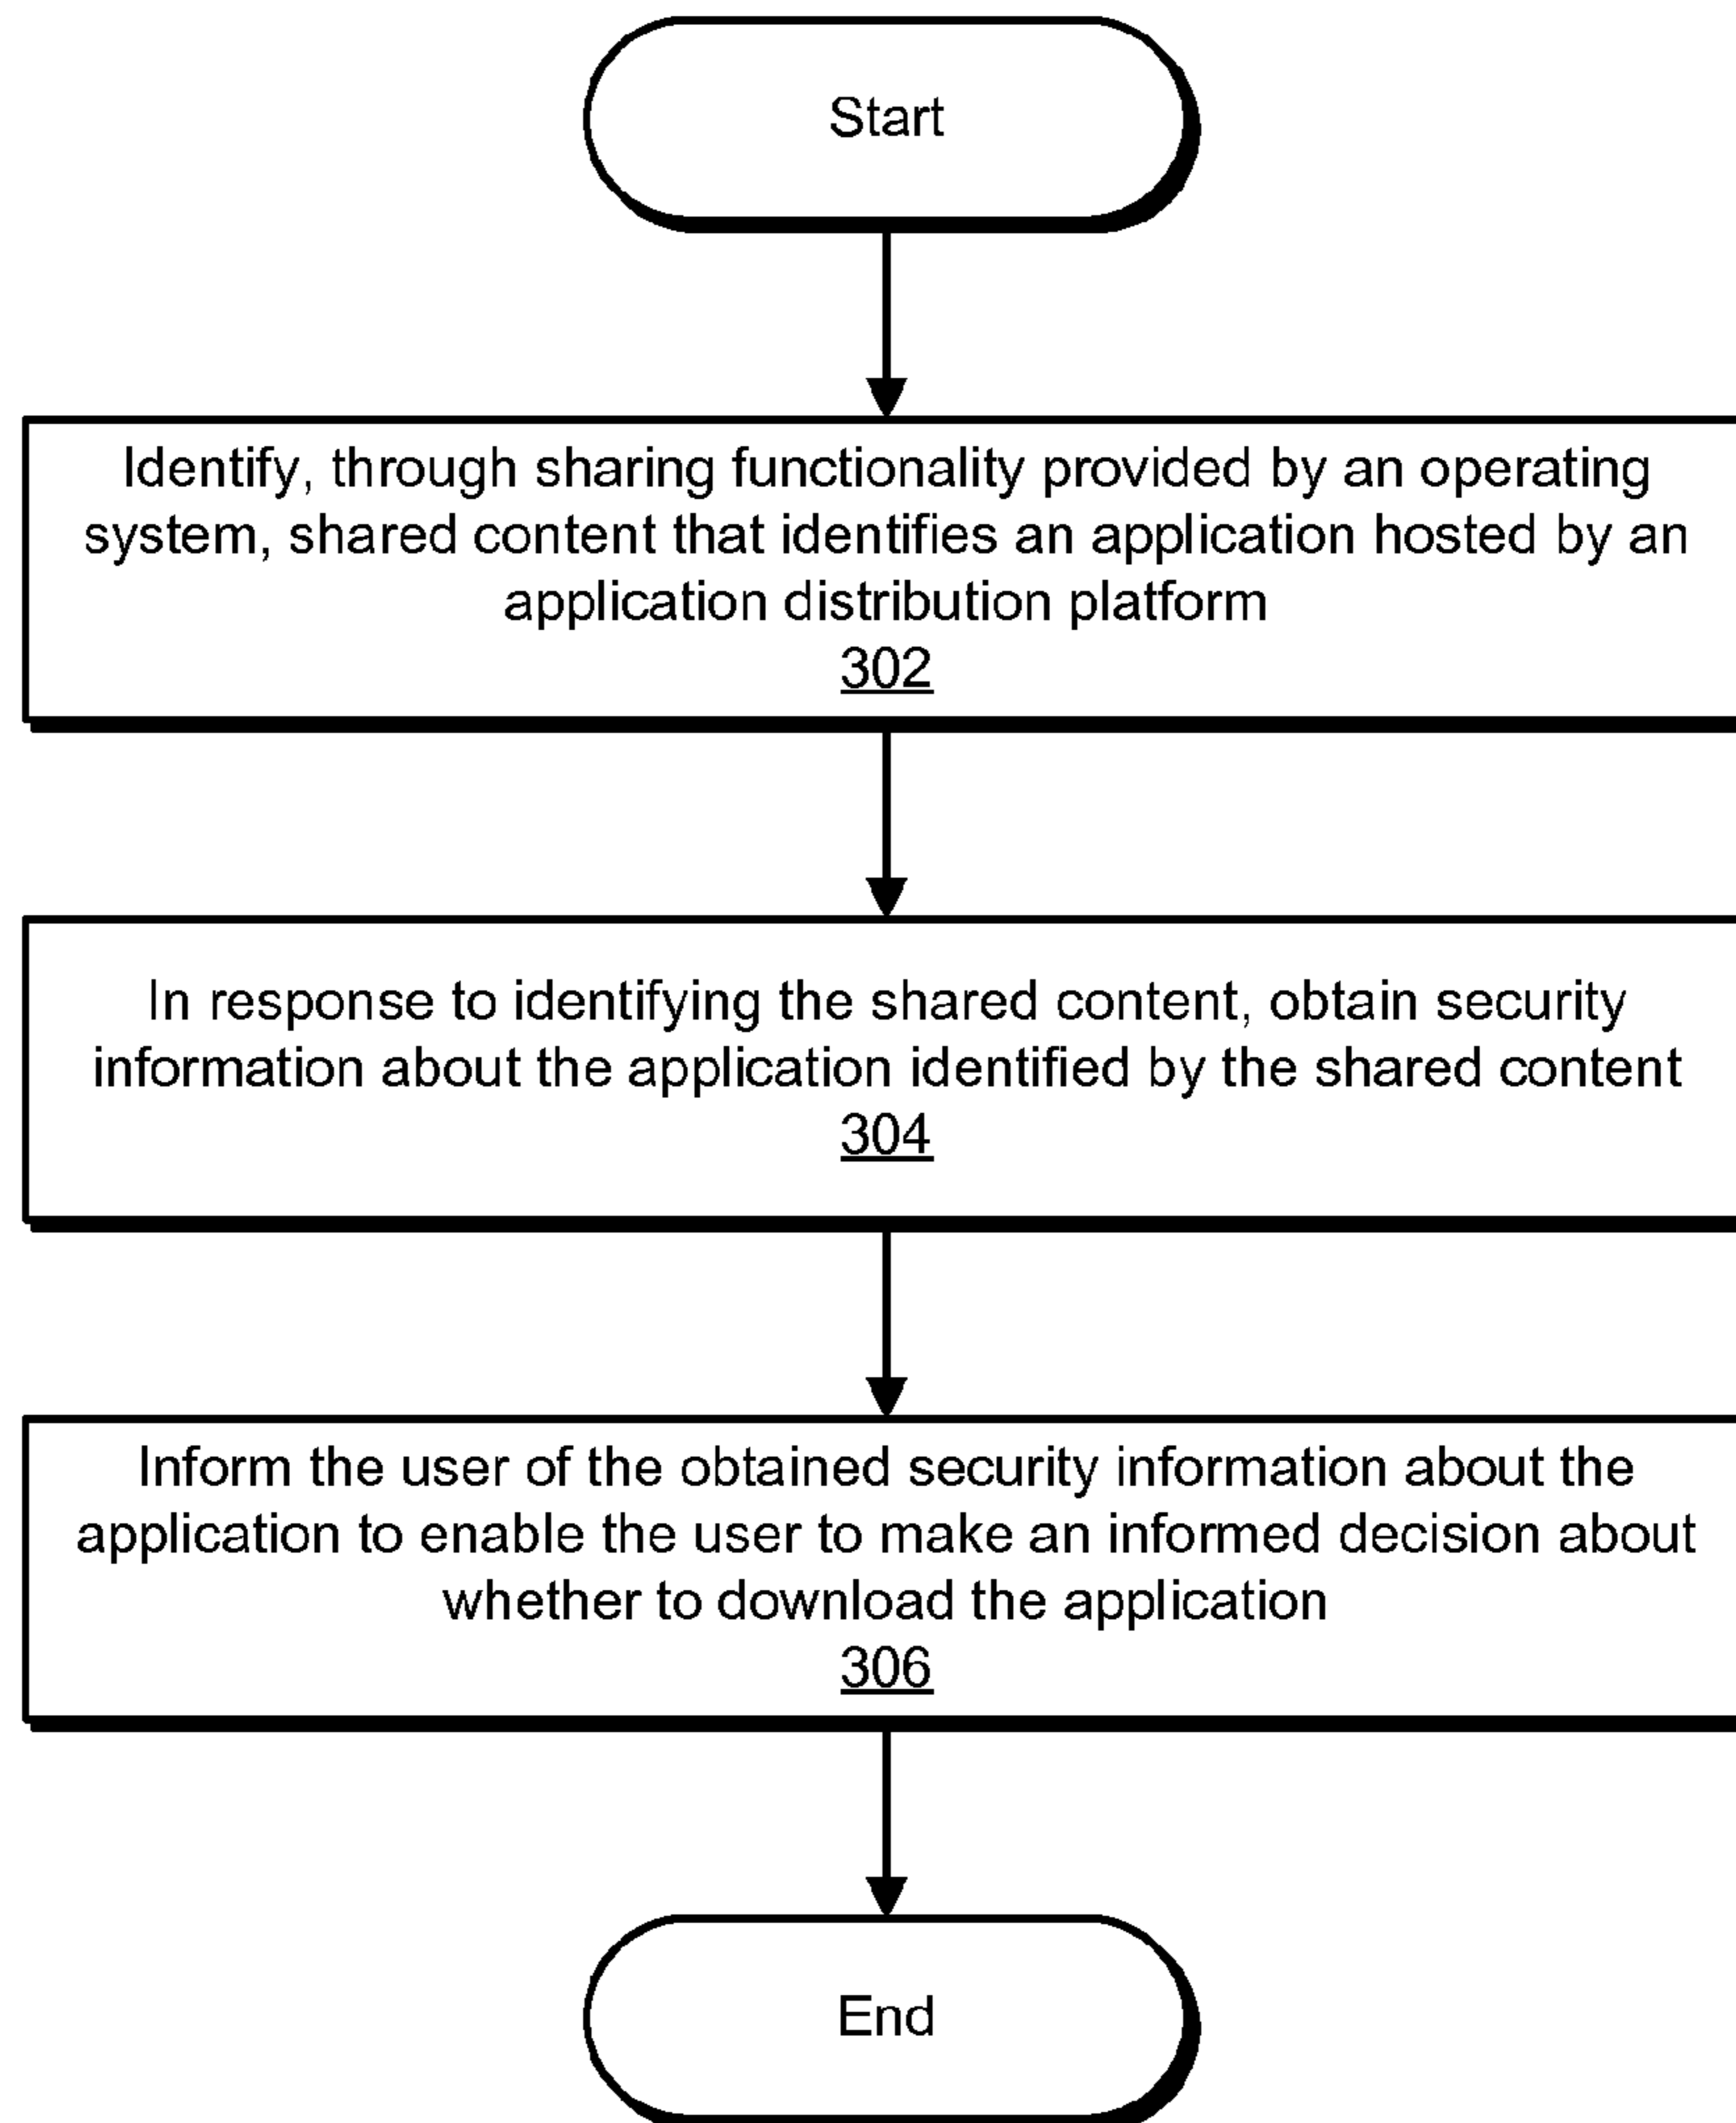 Start
Identify, through sharing functionality provided by an operating
system, shared content that identifies an application hosted by an
application distribution platform
302
In response to identifying the shared content, obtain security
information about the application identified by the shared content
304
Inform the user of the obtained security information about the
application to enable the user to make an informed decision about
whether to download the application
306
End